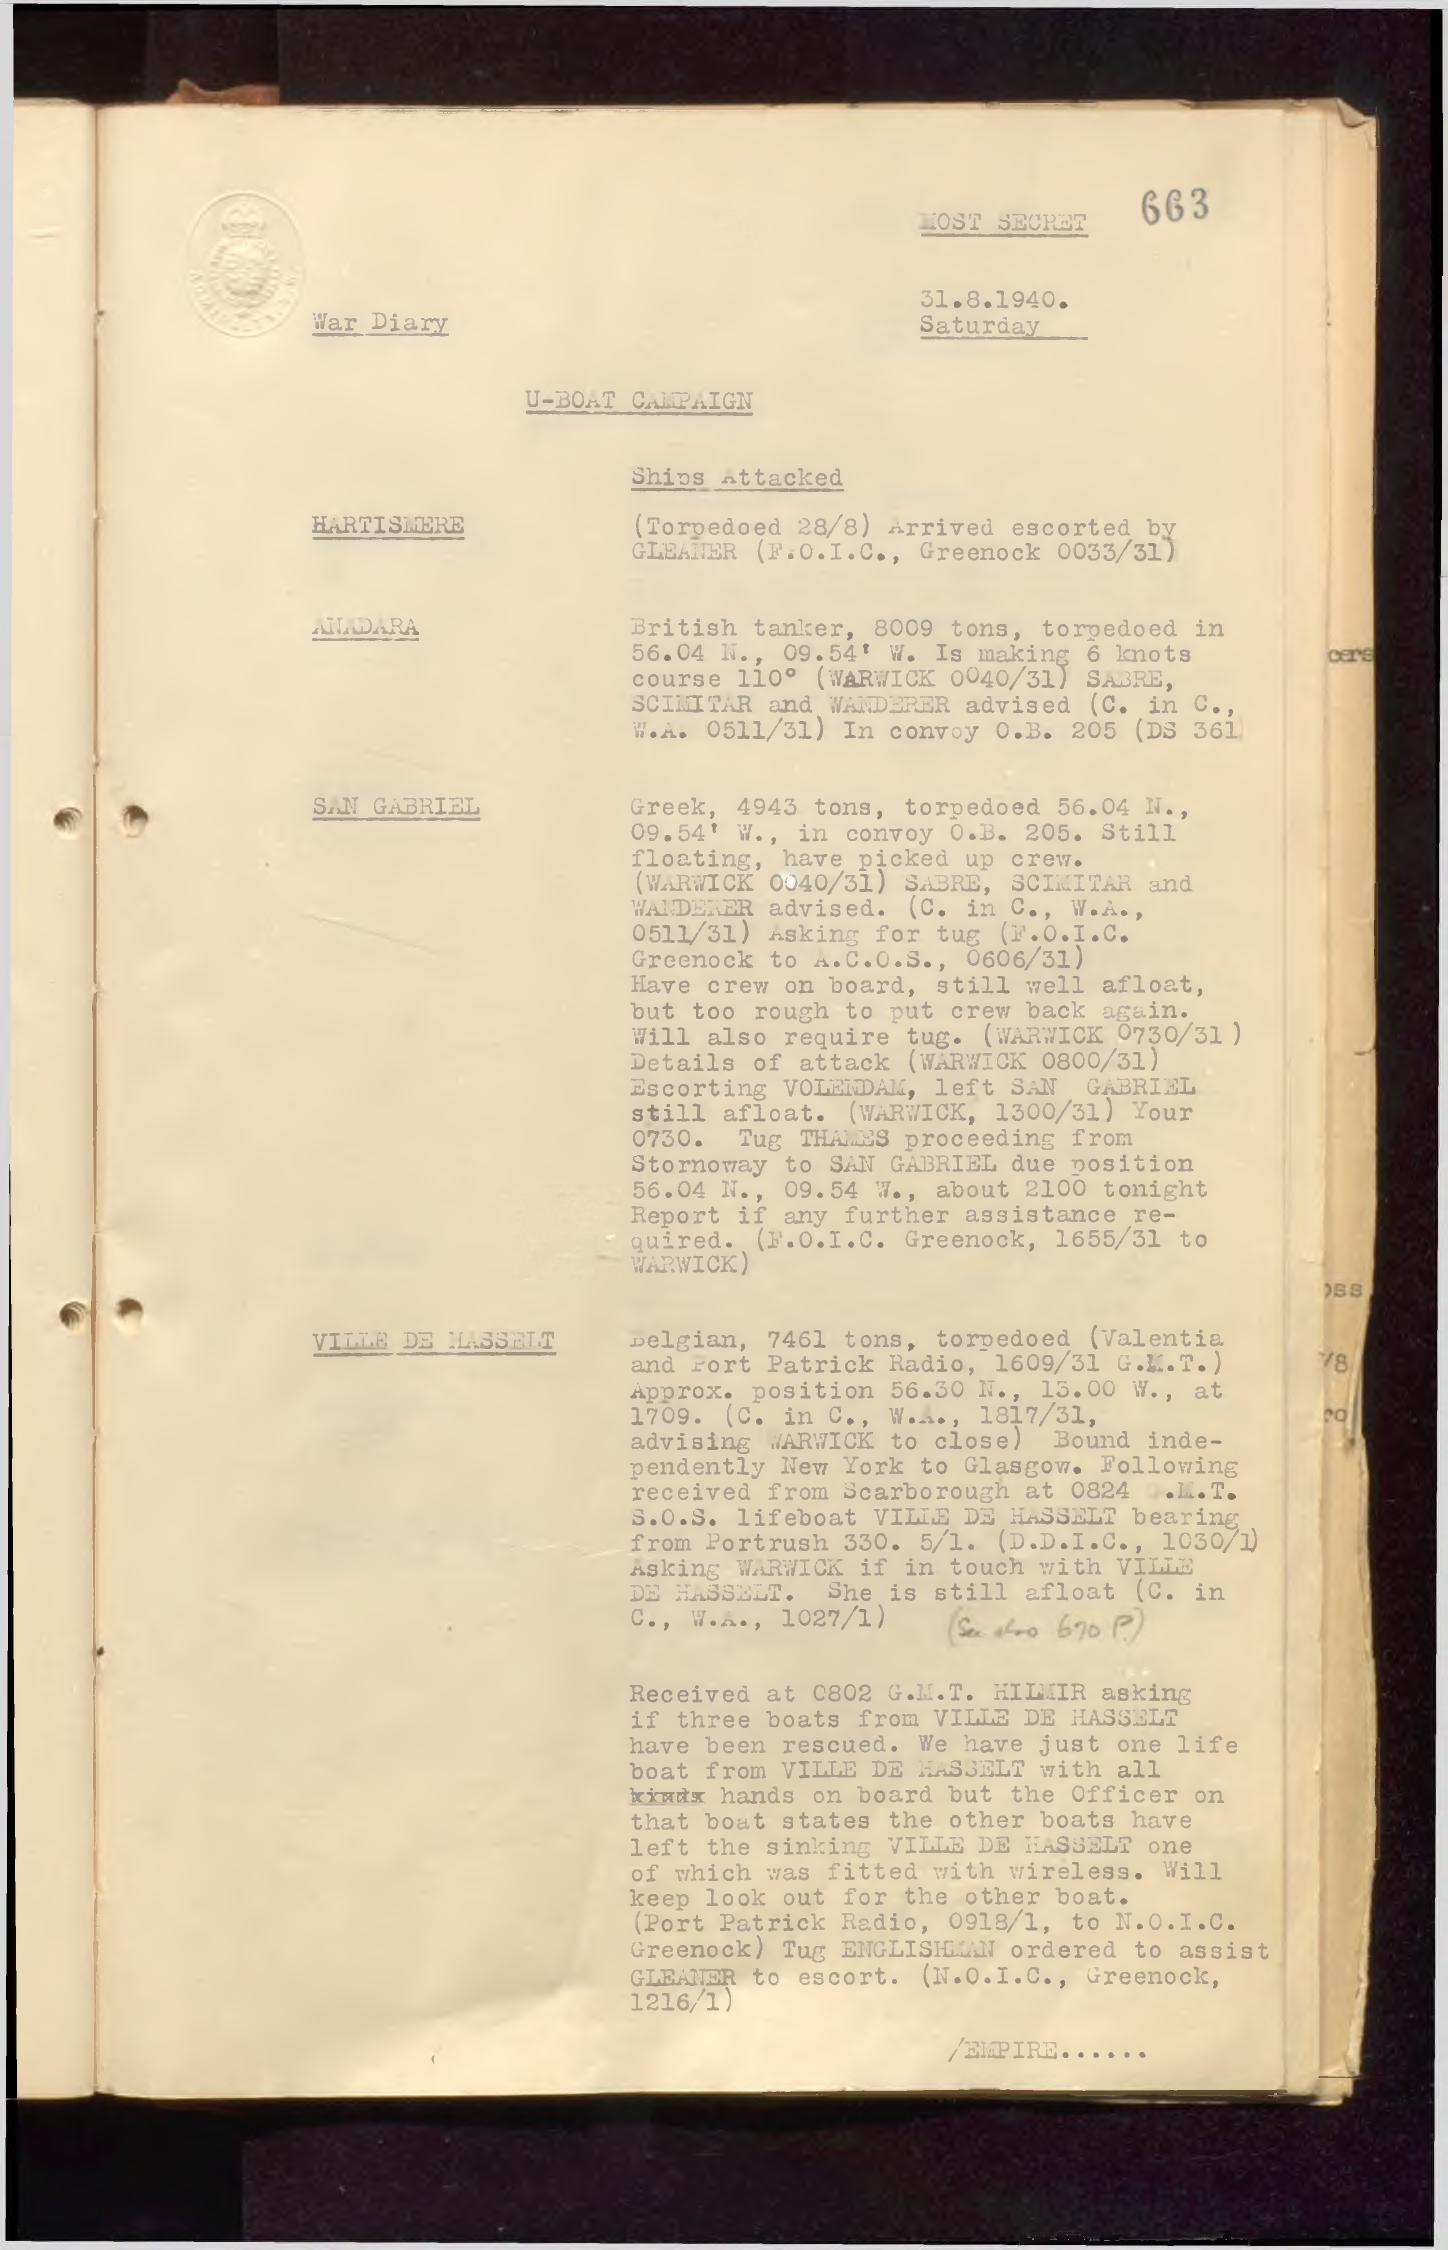 663
MOST SECRET
31.8.1940.
Saturday
War Diary
U-BOAT CAMPAIGN
Ships Attacked
HARTISMERE
(Torpedoed 28/8) Arrived escorted by
GLEANER (F.O.I.C., Greenock 0033/31)
ANADARA
British tanker, 8009 tons, torpedoed in
56.04 N., 09.54' W. Is making 6 knots
course 110° (WARWICK 0040/31) SABRE,
SCIMITAR and WANDERER advised (C. in C.,
W.A. 0511/31) In convoy O.B. 205 (DS 361
SAN GABRIEL
Greek, 4943 tons, torpedoed 56.04 N.,
09.54' W., in convoy O.B. 205. Still
floating, have picked up crew.
(WARWICK 0040/31) SABRE, SCIMITAR and
WANDERER advised. (C. in C., W.A.,
0511/31) Asking for tug (F.O.I.C.
Greenock to A.C.O.S., 0606/31)
Have crew on board, still well afloat,
but too rough to put crew back again.
Will also require tug. (WARWICK 0730/31 )
Details of attack (WARWICK 0800/31)
Escorting VOLENDAM, left SAN GABRIEL
still afloat. (WARWICK, 1300/31) Your
0730. Tug THAMES proceeding from
Stornoway to SAN GABRIEL due position
56.04 N., 09.54 W., about 2100 tonight
Report if any further assistance re-
quired. (F.O.I.C. Greenock, 1655/31 to
WARWICK)
VILLE DE HASSELT
Belgian, 7461 tons, torpedoed (Valentia
and Port Patrick Radio, 1609/31 G.M.T.)
Approx. position 56.30 N., 13.00 W., at
1709. (C. in C., W.A., 1817/31,
advising WARWICK to close) Bound inde-
pendently New York to Glasgow. Following
received from Scarborough at 0824 .M.T.
S.O.S. lifeboat VILLE DE HASSELT bearing
from Portrush 330. 5/1. (D.D.I.C., 1030/1)
Asking WARWICK if in touch with VILLE
DE HASSELT. She is still afloat (C. in
C., W.A., 1027/1) (See also 670 P.)
Received at 0802 G.M.T. HILMIR asking
if three boats from VILLE DE HASSELT
have been rescued. We have just one life
boat from VILLE DE HASSELT with all
hands on board but the Officer on
that boat states the other boats have
left the sinking VILLE DE HASSELT one
of which was fitted with wireless. Will
keep look out for the other boat.
(Port Patrick Radio, 0918/1, to N.O.I.C.
Greenock) Tug ENGLISHMAN ordered to assist
GLEANER to escort. (N.O.I.C., Greenock,
1216/1)
/EMPIRE......
cers
oss
/8
ro